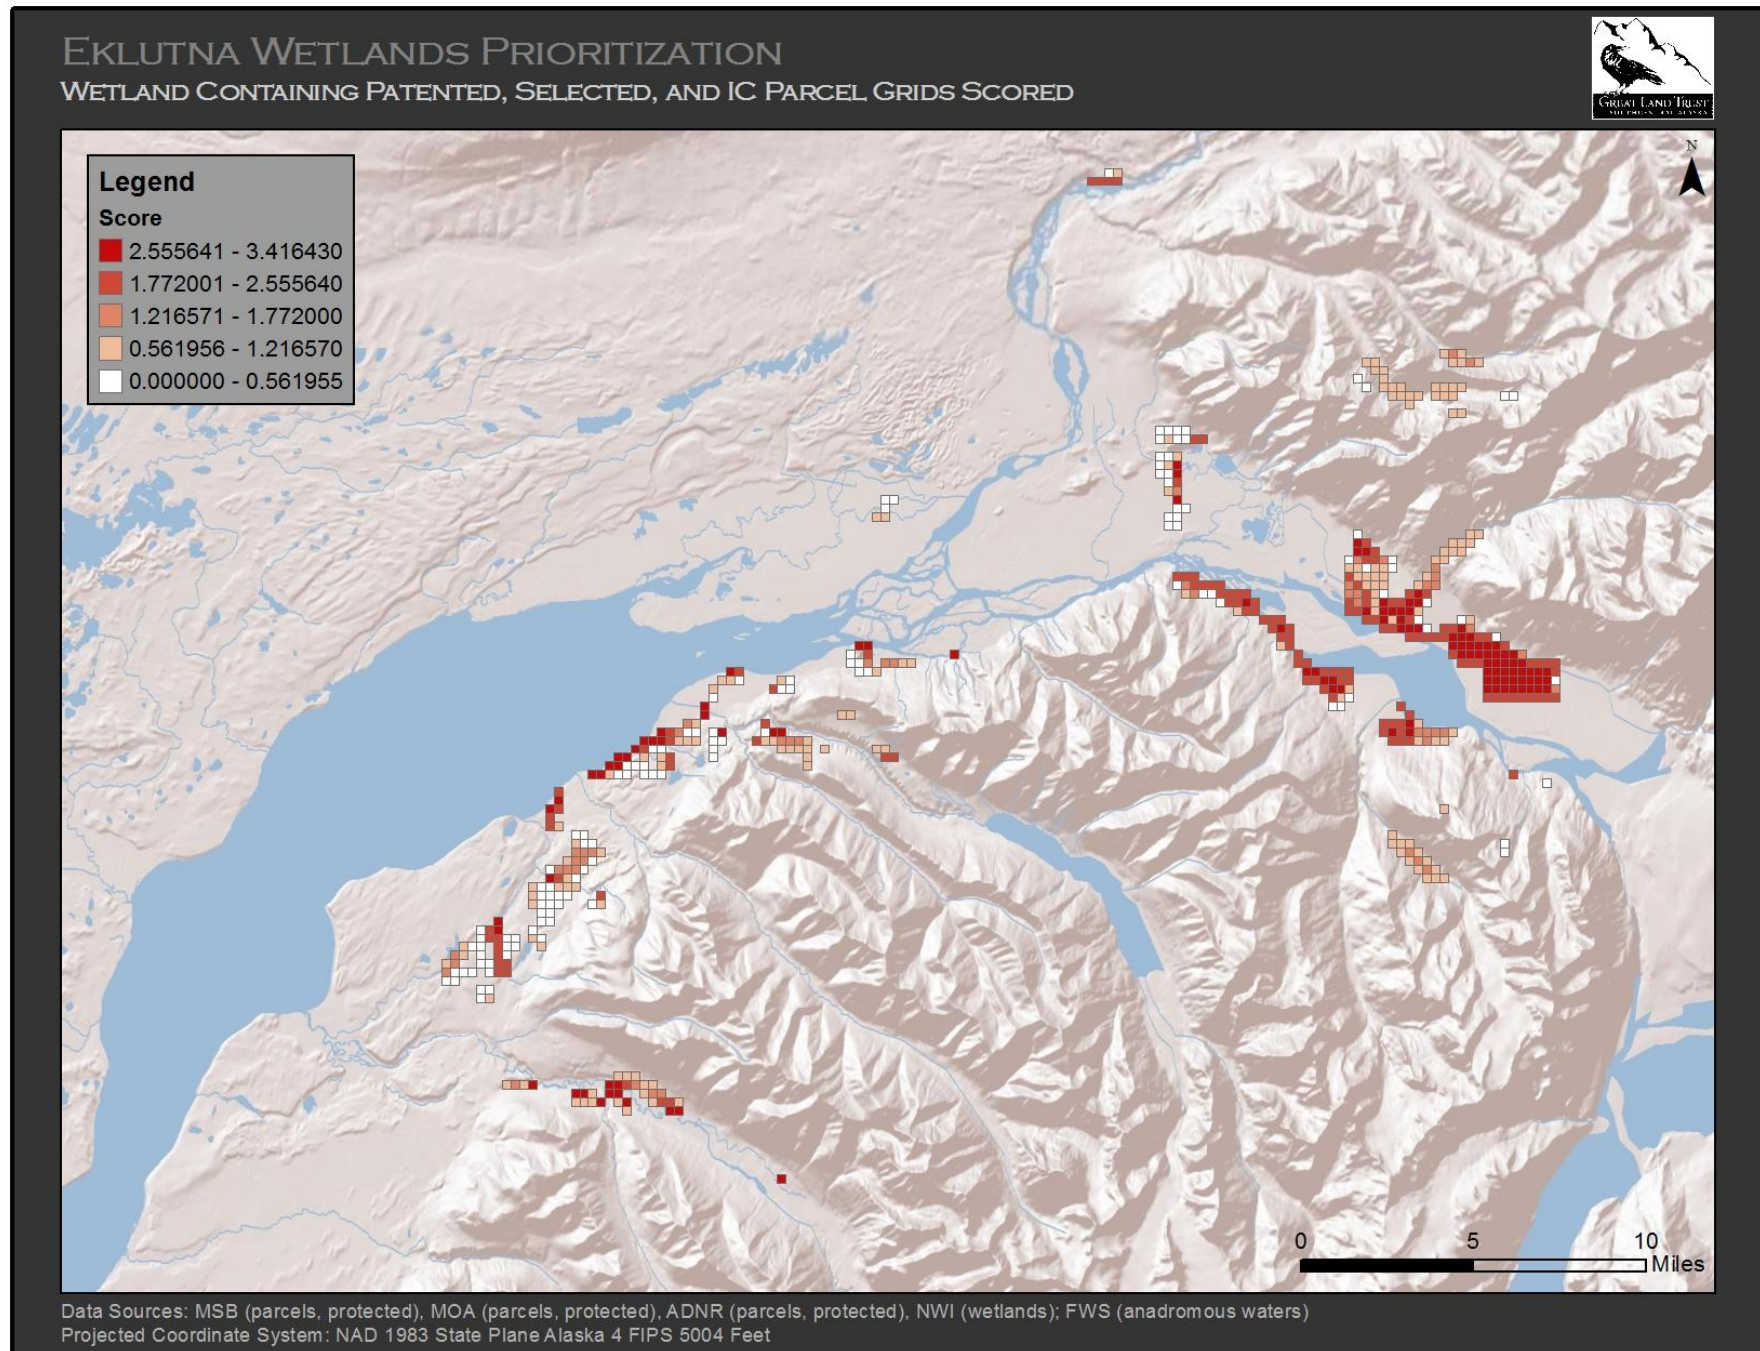 EKLUTNA WETLANDS PRIORITIZATION
WETLAND CONTAINING PATENTED, SELECTED, AND IC PARCEL GRIDS SCORED
GREAT LAND TRUST
SOUTHCENTRAL ALASKA
N
Legend
Score
2.555641 - 3.416430
1.772001 - 2.555640
1.216571 - 1.772000
0.561956 - 1.216570
0.000000 - 0.561955
0 5 10
Miles
Data Sources: MSB (parcels, protected), MOA (parcels, protected), ADNR (parcels, protected), NWI (wetlands); FWS (anadromous waters)
Projected Coordinate System: NAD 1983 State Plane Alaska 4 FIPS 5004 Feet